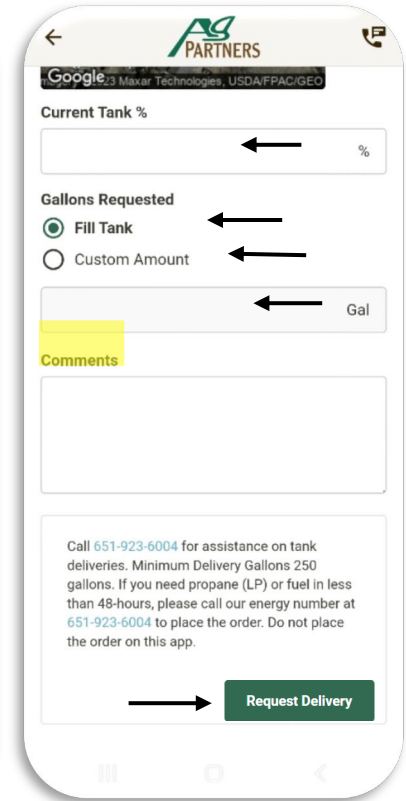 AG
PARTNERS
Google
2023 Maxar Technologies, USDA/FPAC/GEO
Current Tank %
%
Gallons Requested
Fill Tank
Custom Amount
Gal
Comments
Call 651-923-6004 for assistance on tank
deliveries. Minimum Delivery Gallons 250
gallons. If you need propane (LP) or fuel in less
than 48-hours, please call our energy number at
651-923-6004 to place the order. Do not place
the order on this app.
Request Delivery